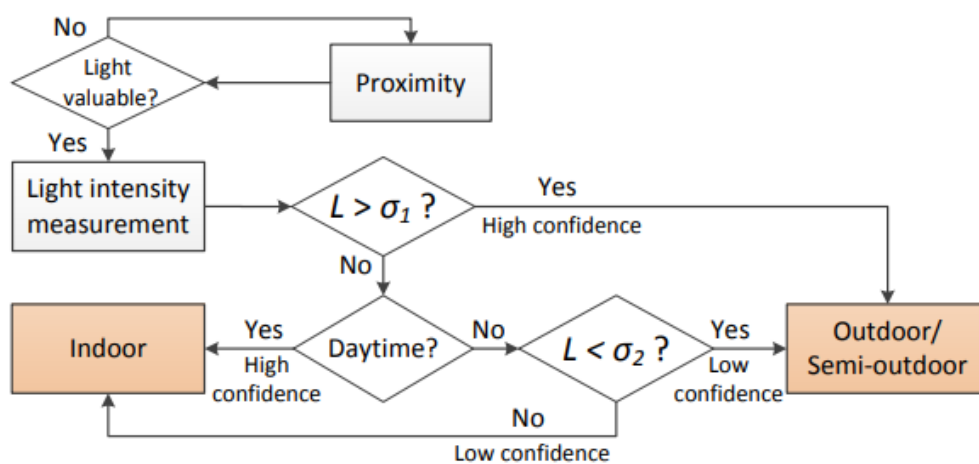 No
Light
valuable?
Proximity
Yes
Light intensity
measurement
L > σ1 ?
Yes
High confidence
No
Indoor
Yes
High
confidence
Daytime?
No
L < σ2 ?
Yes
Low
confidence
Outdoor/
Semi-outdoor
No
Low confidence